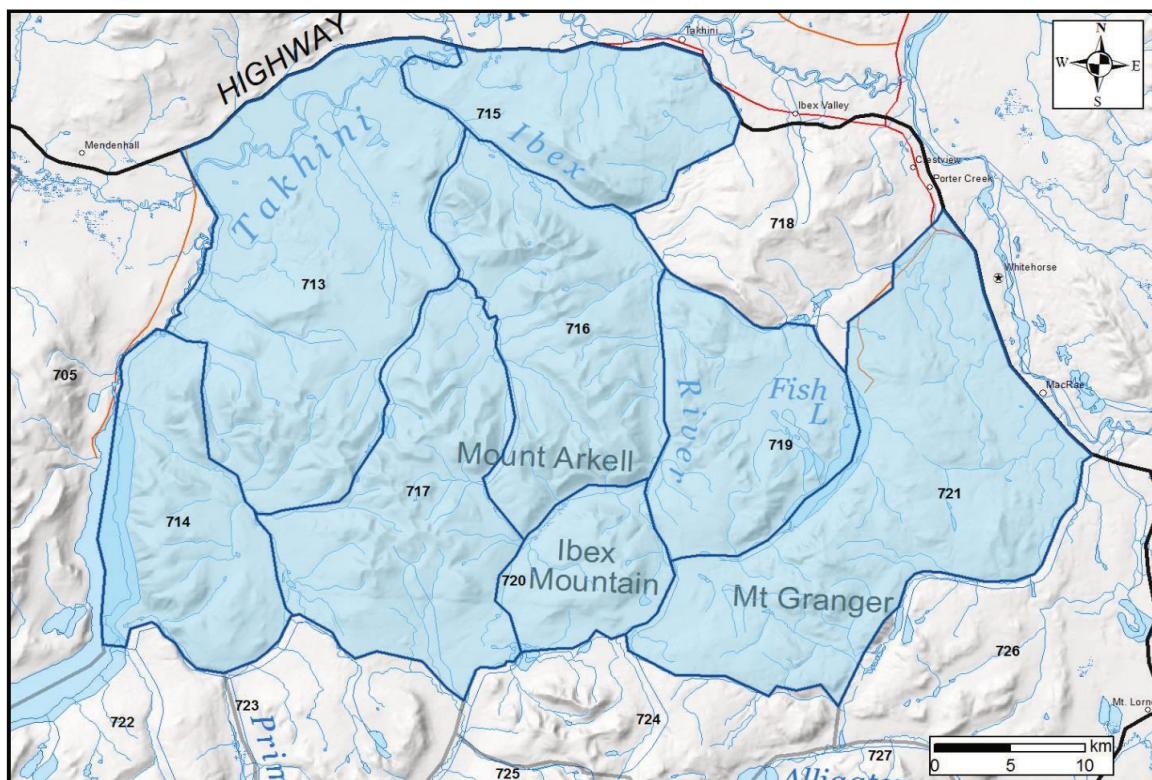 Takhini
N
W E
S
HIGHWAY
Ibex Valley
715
Mendenhall
Ibex
Crestview
Takhini
Porter Creek
718
Whitehorse
713
716
705
River
Fish
L
MacRae
719
Mount Arkell
717
721
714
Ibex
Mountain
720
Mt Granger
726
723
722
724
Mt. Lorne
km
0 5 10
727
725